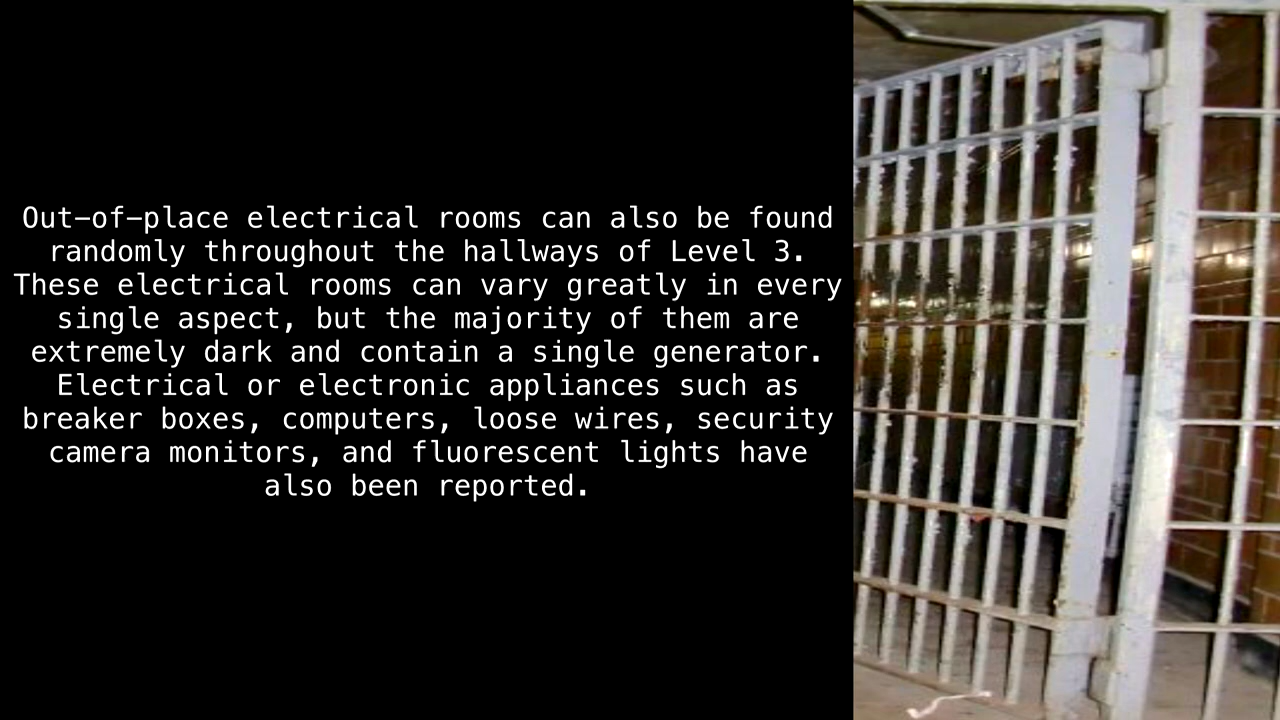 Out-of-place electrical rooms can also be found
randomly throughout the hallways of Level 3.
These electrical rooms can vary greatly in every
single aspect, but the majority of them are
extremely dark and contain a single generator.
Electrical or electronic appliances such as
breaker boxes, computers, loose wires, security
camera monitors, and fluorescent lights have
also been reported.